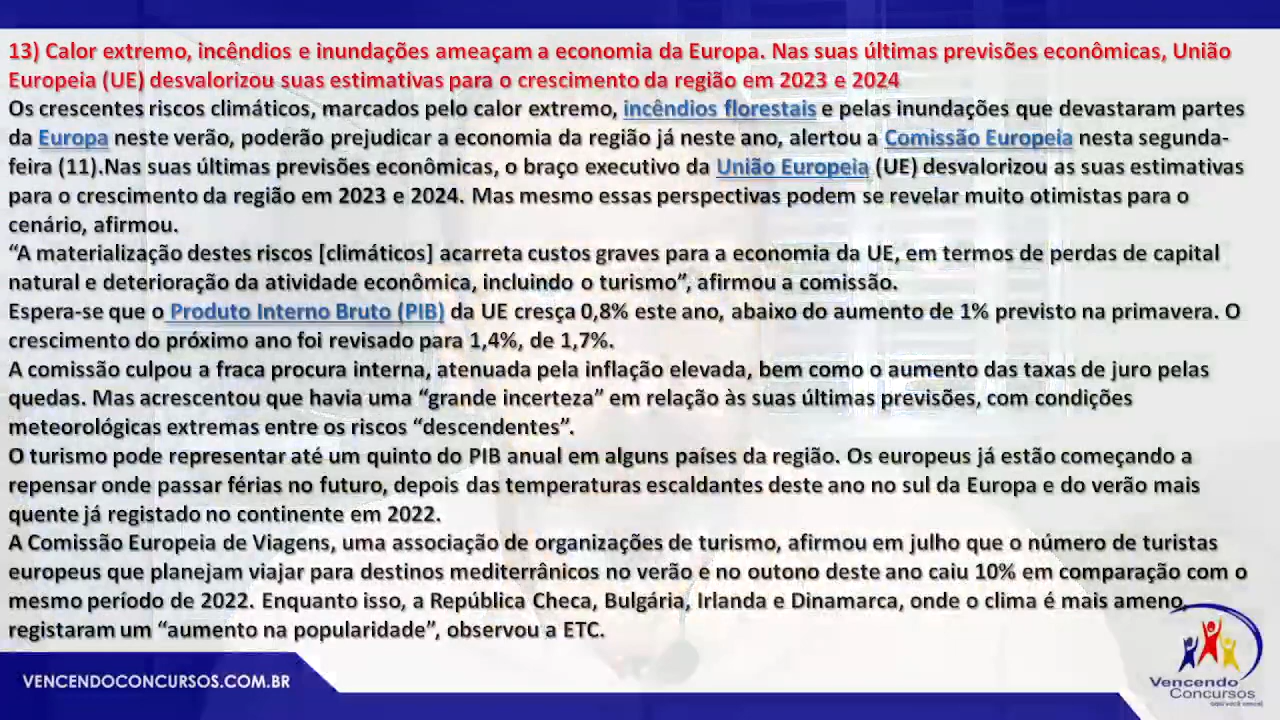 13) Calor extremo, incêndios e inundações ameaçam a economia da Europa. Nas suas últimas previsões econômicas, União
Europeia (UE) desvalorizou suas estimativas para o crescimento da região em 2023 e 2024
Os crescentes riscos climáticos, marcados pelo calor extremo, incêndios florestais e pelas inundações que devastaram partes
da Europa neste verão, poderão prejudicar a economia da região já neste ano, alertou a Comissão Europeia nesta segunda-
feira (11).Nas suas últimas previsões econômicas, o braço executivo da União Europeia (UE) desvalorizou as suas estimativas
para o crescimento da região em 2023 e 2024. Mas mesmo essas perspectivas podem se revelar muito otimistas para o
cenário, afirmou.
“A materialização destes riscos [climáticos] acarreta custos graves para a economia da UE, em termos de perdas de capital
natural e deterioração da atividade econômica, incluindo o turismo”, afirmou a comissão.
Espera-se que o Produto Interno Bruto (PIB) da UE cresça 0,8% este ano, abaixo do aumento de 1% previsto na primavera. O
crescimento do próximo ano foi revisado para 1,4%, de 1,7%.
A comissão culpou a fraca procura interna, atenuada pela inflação elevada, bem como o aumento das taxas de juro pelas
quedas. Mas acrescentou que havia uma “grande incerteza” em relação às suas últimas previsões, com condições
meteorológicas extremas entre os riscos “descendentes”.
O turismo pode representar até um quinto do PIB anual em alguns países da região. Os europeus já estão começando a
repensar onde passar férias no futuro, depois das temperaturas escaldantes deste ano no sul da Europa e do verão mais
quente já registado no continente em 2022.
A Comissão Europeia de Viagens, uma associação de organizações de turismo, afirmou em julho que o número de turistas
europeus que planejam viajar para destinos mediterrânicos no verão e no outono deste ano caiu 10% em comparação com o
mesmo período de 2022. Enquanto isso, a República Checa, Bulgária, Irlanda e Dinamarca, onde o clima é mais ameno,
registaram um “aumento na popularidade”, observou a ETC.
VENCENDOCONCURSOS.COM.BR
Vencendo
Concursos
aqui você vence!